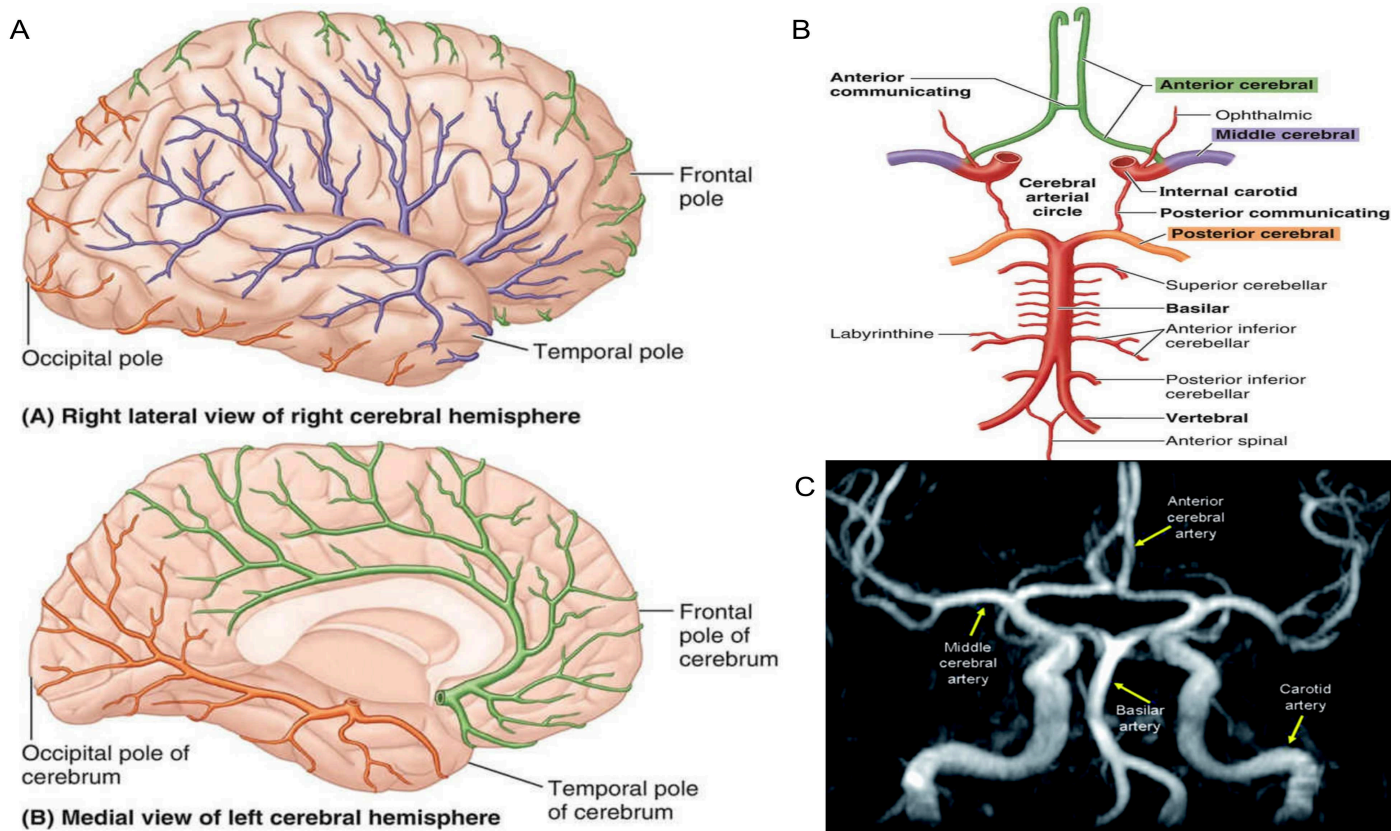 A
Frontal
pole
Occipital pole
Temporal pole
(A) Right lateral view of right cerebral hemisphere
Frontal
pole of
cerebrum
Occipital pole of
cerebrum
Temporal pole
of cerebrum
(B) Medial view of left cerebral hemisphere
B
Anterior
communicating
Anterior cerebral
Ophthalmic
Middle cerebral
Cerebral
arterial
circle
Internal carotid
Posterior communicating
Posterior cerebral
Superior cerebellar
Basilar
Labyrinthine
Anterior inferior
cerebellar
Posterior inferior
cerebellar
Vertebral
Anterior spinal
C
Anterior
cerebral
artery
Middle
cerebral
artery
Basilar
artery
Carotid
artery